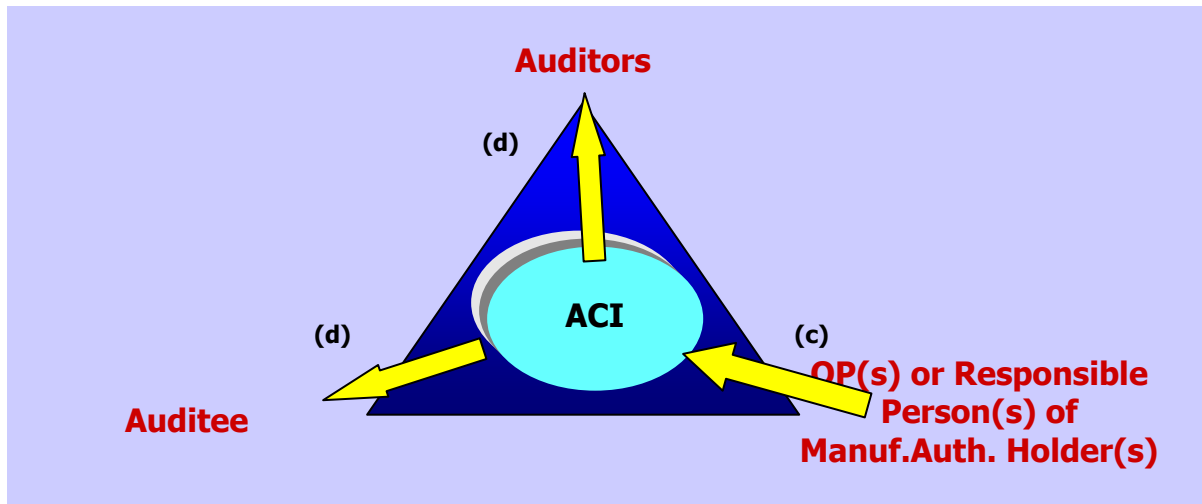 Auditors
(d)
ACI
(d)
(c)
QP(s) or Responsible
Person(s) of
Manuf.Auth. Holder(s)
Auditee